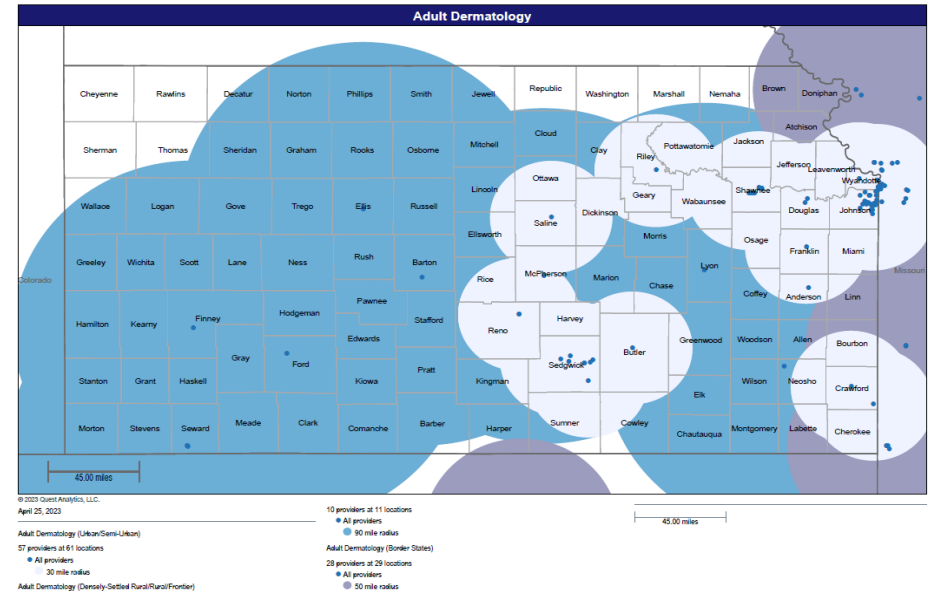 Adult Dermatology
Cheyenne Rawlins Decatur Norton Phillips Smith Jewell Republic Washington Marshall Nemaha Brown Doniphan
Atchison
Sherman Thomas Sheridan Graham Rooks Osborne Mitchell Cloud Clay Riley Pottawatomie Jackson
Jefferson Leavenworth
Wyandotte
Ottawa
Lincoln
Shawnee
Geary Wabaunsee
Wallace Logan Gove Trego Ellis Russell
Saline Dickinson
Douglas Johnson
Ellsworth
Morris
Osage
Franklin Miami
Greeley Wichita Scott Lane Ness Rush Barton
Lyon
Colorado
Missouri
Rice McPherson Marion Chase
Coffey Anderson Linn
Pawnee
Hamilton Kearny Finney Hodgeman
Stafford
Reno Harvey
Edwards
Greenwood Woodson Allen Bourbon
Gray Ford
Butler
Sedgwick
Pratt
Stanton Grant Haskell Kiowa Kingman
Wilson Neosho Crawford
Elk
Morton Stevens Seward Meade Clark Comanche Barber Harper Sumner Cowley Chautauqua Montgomery Labette Cherokee
45.00 miles
© 2023 Quest Analytics, LLC.
April 25, 2023
Adult Dermatology (Urban/Semi-Urban)
57 providers at 61 locations
All providers
30 mile radius
Adult Dermatology (Densely-Settled Rural/Rural/Frontier)
10 providers at 11 locations
All providers
90 mile radius
Adult Dermatology (Border States)
28 providers at 29 locations
All providers
50 mile radius
45.00 miles